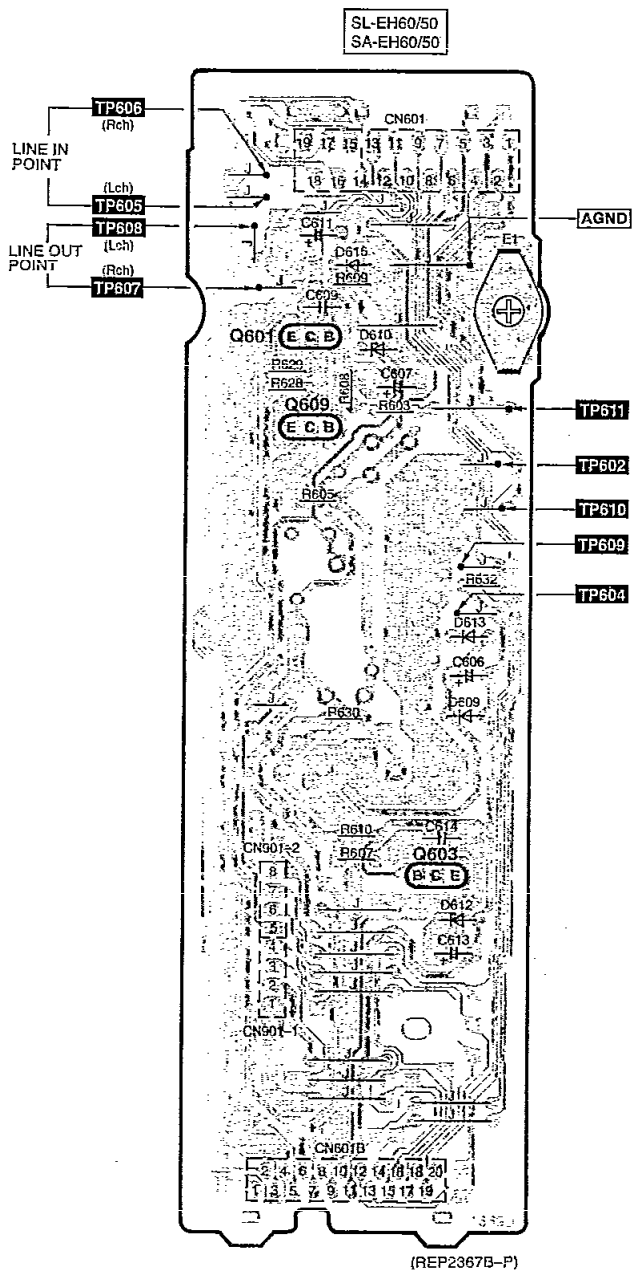 SL-EH60/50
SA-EH60/50
TP606
(Rch)
LINE IN
POINT
(Lch)
TP605
TP608
(Lch)
LINE OUT
POINT
(Rch)
TP607
CN601
19 17 15 13 11 9 7 5 3 1
18 16 14 12 10 8 6 4 2
J
J
J
J
J
AGND
C611
+
D615
R609
E1
C609
Q601
E C B
D610
R629
R628
R608
C607
+
R603
Q609
E C B
TP611
J
TP602
R605
J
TP610
TP609
J
R632
TP604
J
D613
C606
+
D609
J
R630
R610
C614
R607
Q603
B C E
CN901-2
8
7
6
5
4
3
2
1
CN901-1
J
J
J
J
J
D612
C613
+
J
J
J
J
CN601B
2 4 6 8 10 12 14 16 18 20
1 3 5 7 9 11 13 15 17 19
(REP2367B-P)